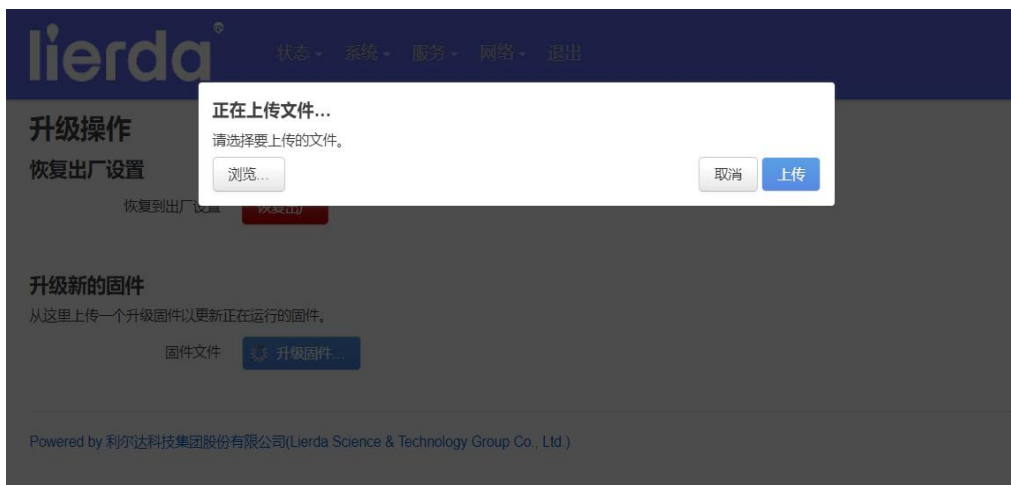 lierda®
状态 系统 服务 网络 退出
正在上传文件...
请选择要上传的文件。
浏览...
取消 上传
升级操作
恢复出厂设置
恢复到出厂设置 恢复出厂
升级新的固件
从这里上传一个升级固件以更新正在运行的固件。
固件文件 升级固件...
Powered by 利尔达科技集团股份有限公司(Lierda Science & Technology Group Co., Ltd.)